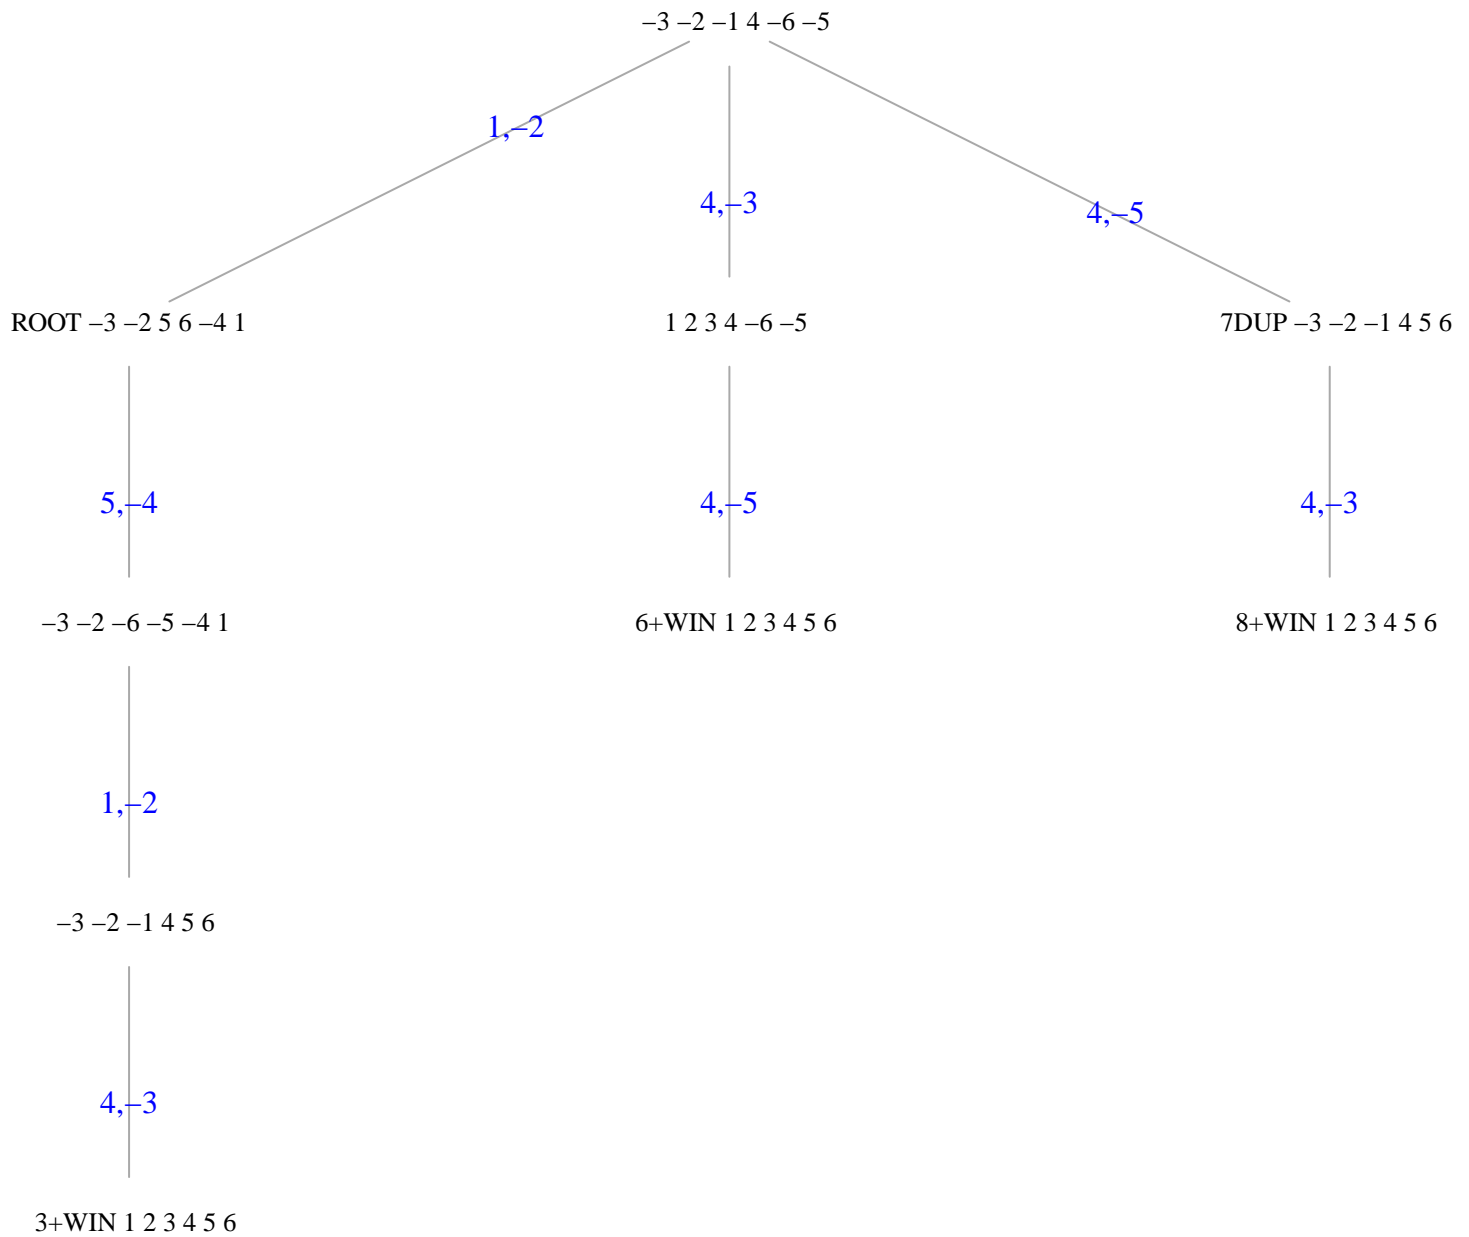 –3 –2 –1 4 –6 –5
1,–2
4,–3
4,–5
ROOT –3 –2 5 6 –4 1
1 2 3 4 –6 –5
7DUP –3 –2 –1 4 5 6
5,–4
4,–5
4,–3
–3 –2 –6 –5 –4 1
6+WIN 1 2 3 4 5 6
8+WIN 1 2 3 4 5 6
1,–2
–3 –2 –1 4 5 6
4,–3
3+WIN 1 2 3 4 5 6